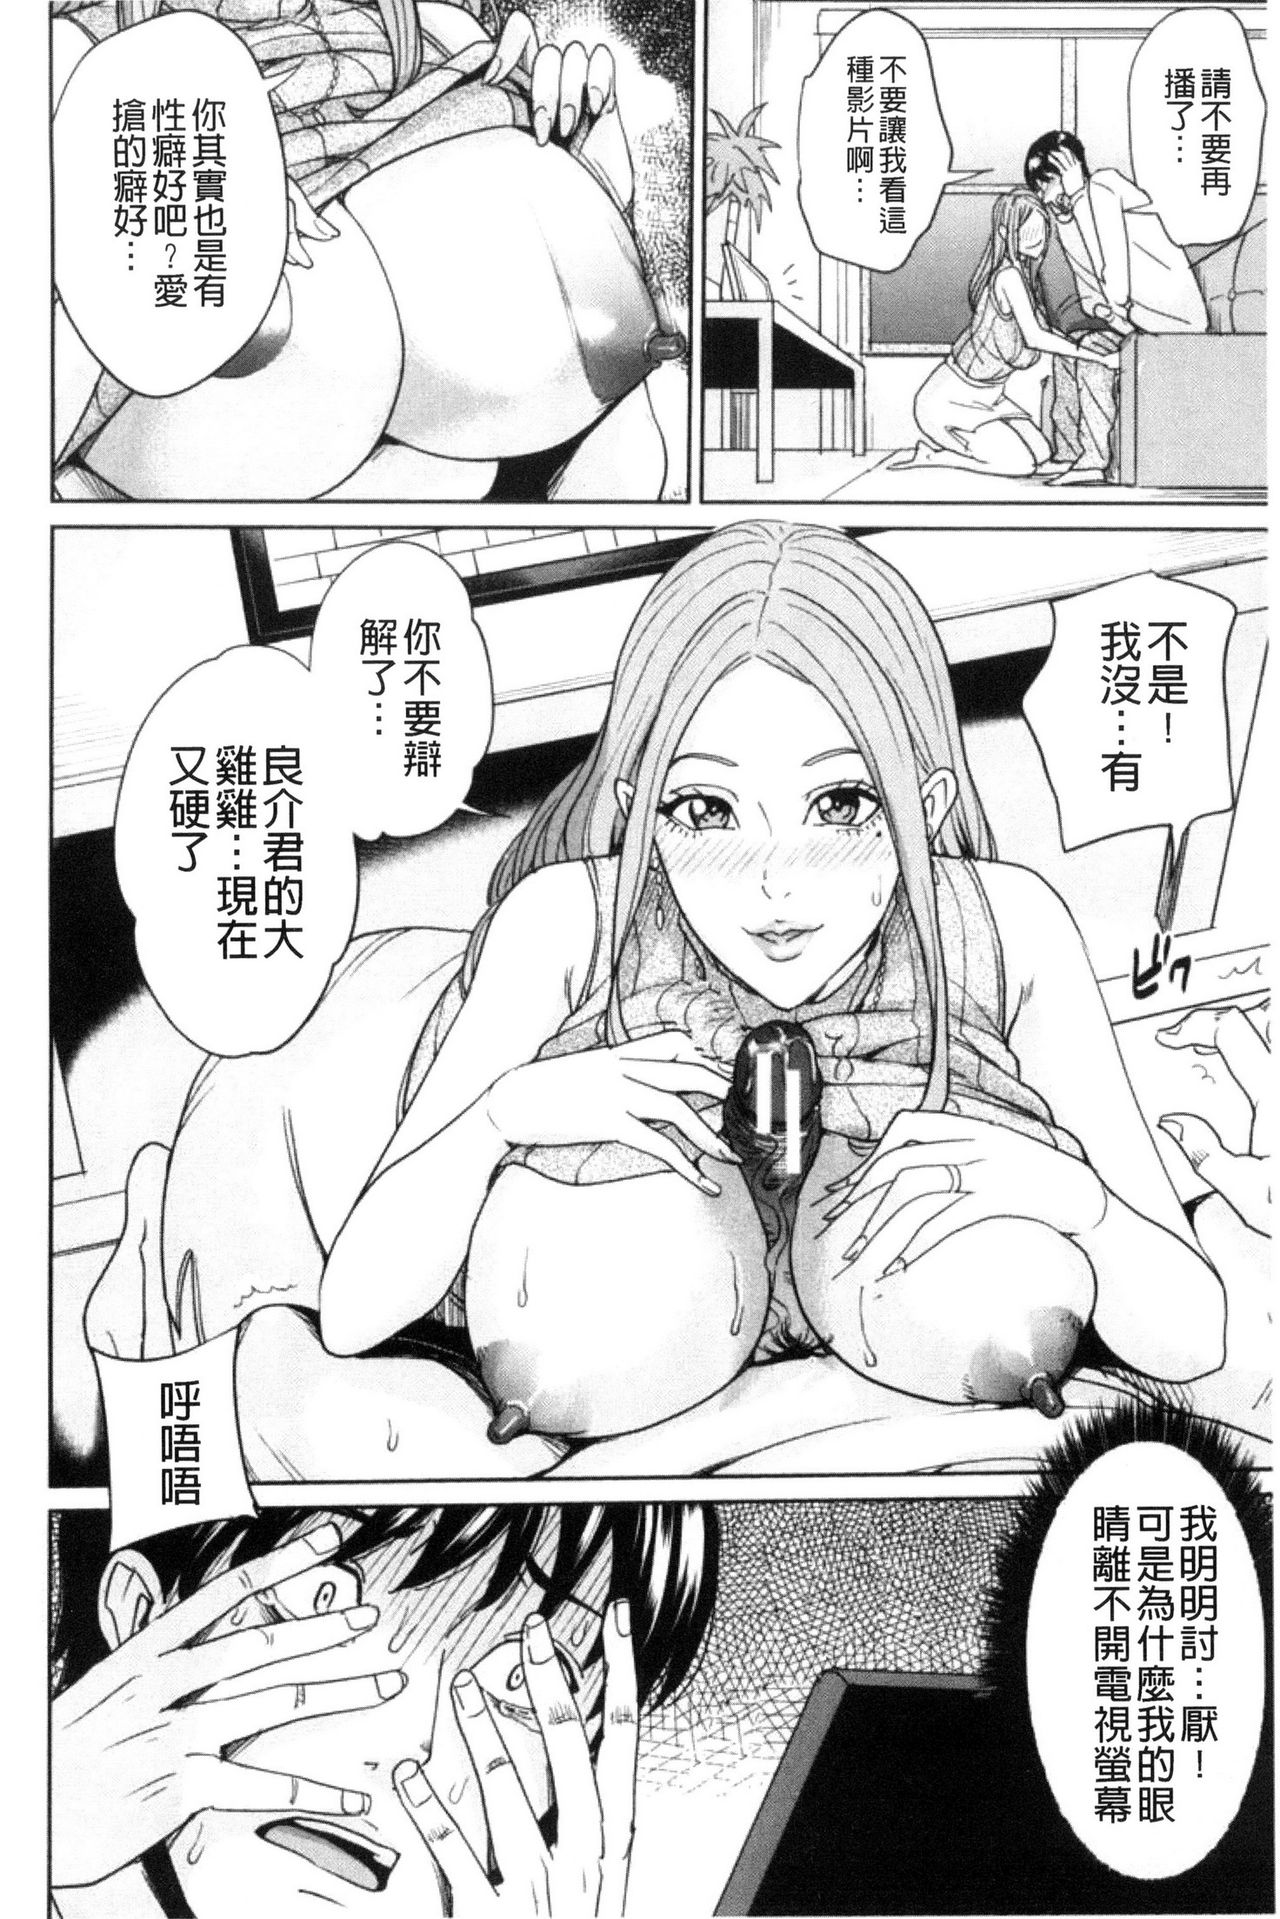 請不要再
播了…
不要讓我看這
種影片啊…
你其實也是有
性癖好吧？愛
搶的癖好…
不是！
我沒…有
ビク
你不要辯
解了…
良介君的大
雞雞…現在
又硬了
呼唔唔
我明明討…厭！
可是為什麼我的眼
睛離不開電視螢幕